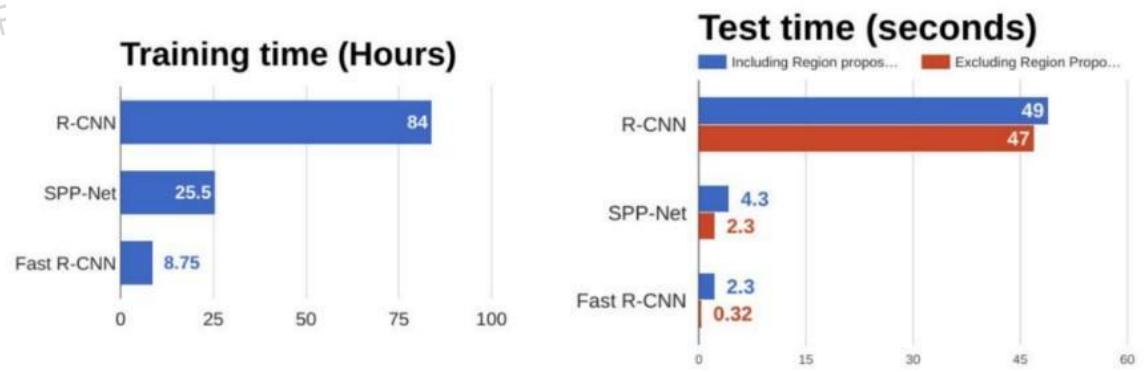 Training time (Hours)
R-CNN
84
SPP-Net
25.5
Fast R-CNN
8.75
0 25 50 75 100
Test time (seconds)
Including Region propos... Excluding Region Propo...
R-CNN
49
47
SPP-Net
4.3
2.3
Fast R-CNN
2.3
0.32
0 15 30 45 60